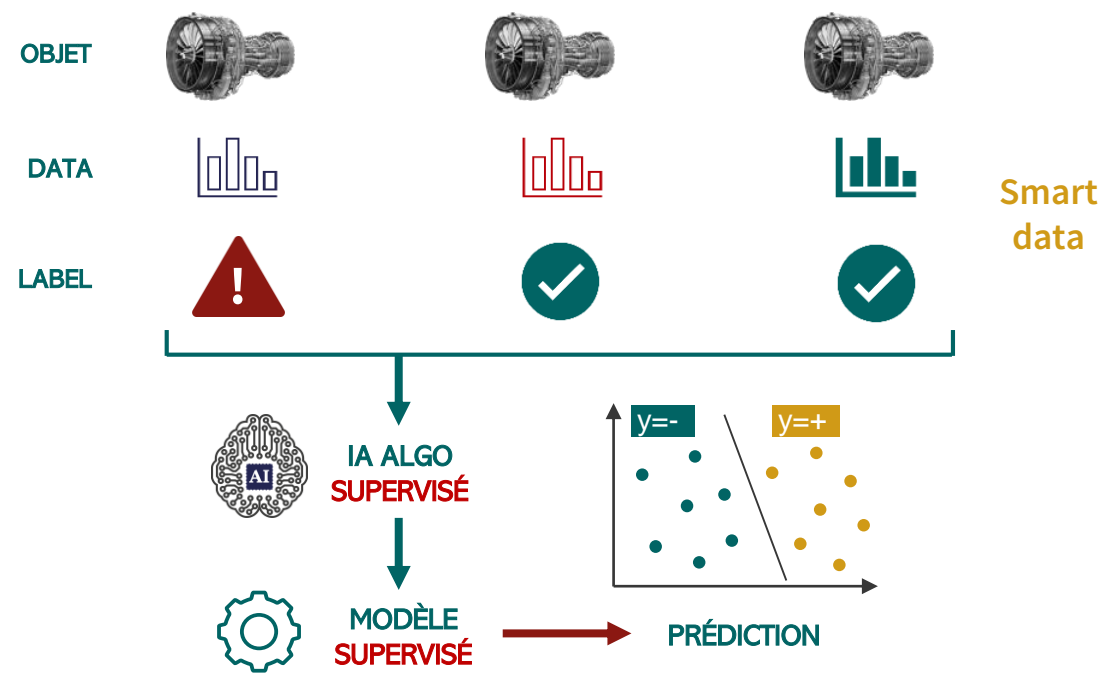 OBJET
DATA
Smart
data
LABEL
!
y=-
y=+
IA ALGO
SUPERVISÉ
AI
MODÈLE
SUPERVISÉ
PRÉDICTION